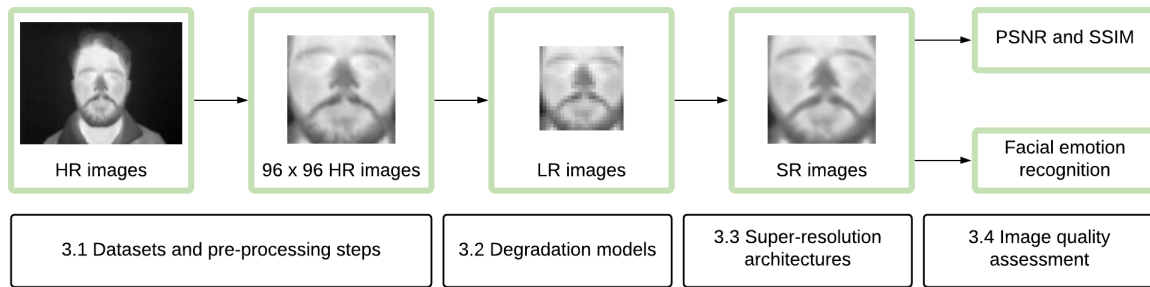 HR images
96 x 96 HR images
LR images
SR images
PSNR and SSIM
Facial emotion
recognition
3.1 Datasets and pre-processing steps
3.2 Degradation models
3.3 Super-resolution
architectures
3.4 Image quality
assessment